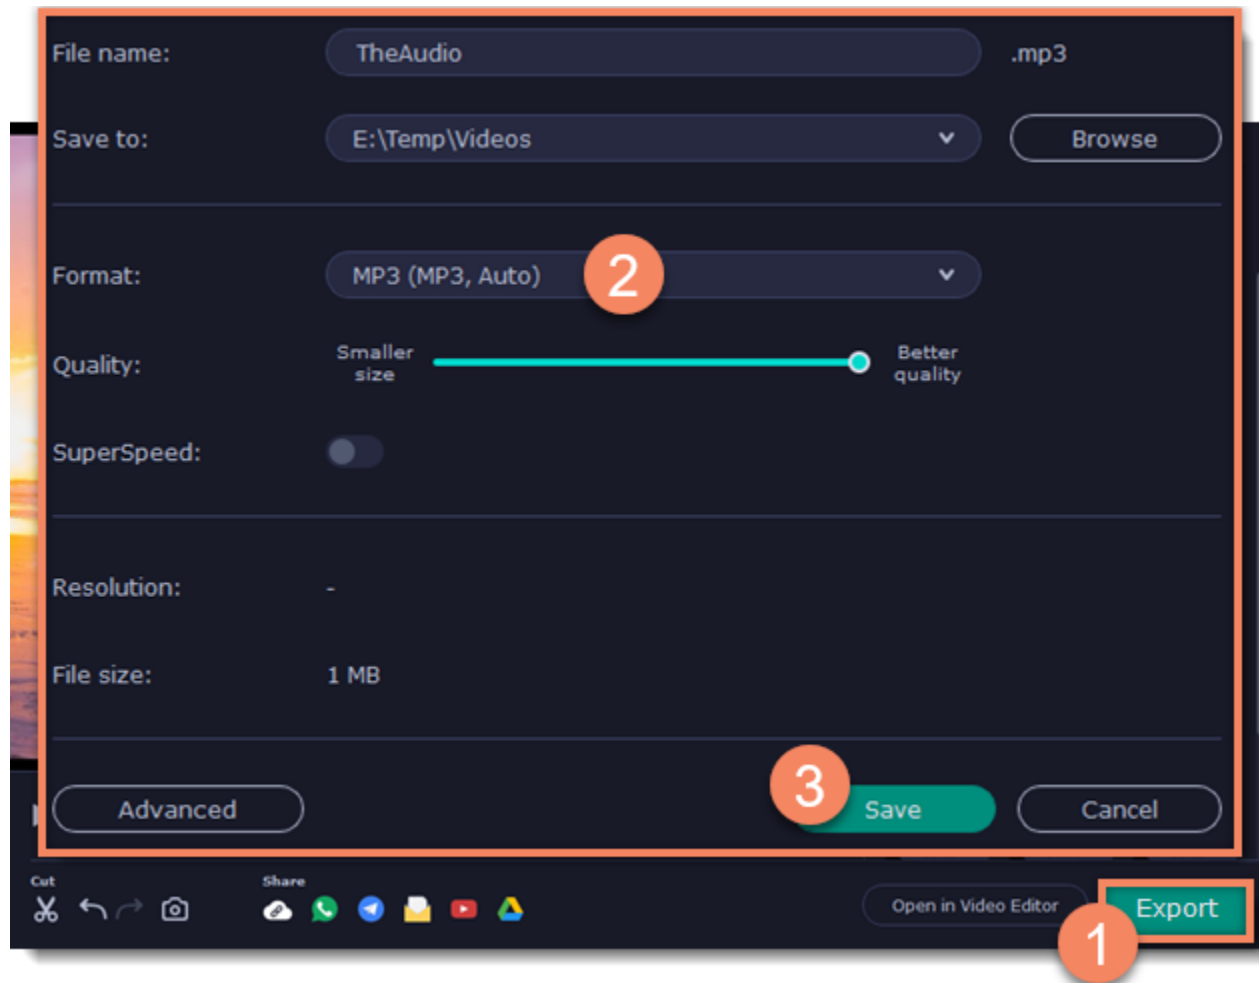 File name: TheAudio .mp3
Save to: E:\Temp\Videos Browse
Format: MP3 (MP3, Auto) 2
Quality: Smaller size Better quality
SuperSpeed:
Resolution: -
File size: 1 MB
Advanced 3 Save Cancel
Cut Share
Open in Video Editor 1 Export